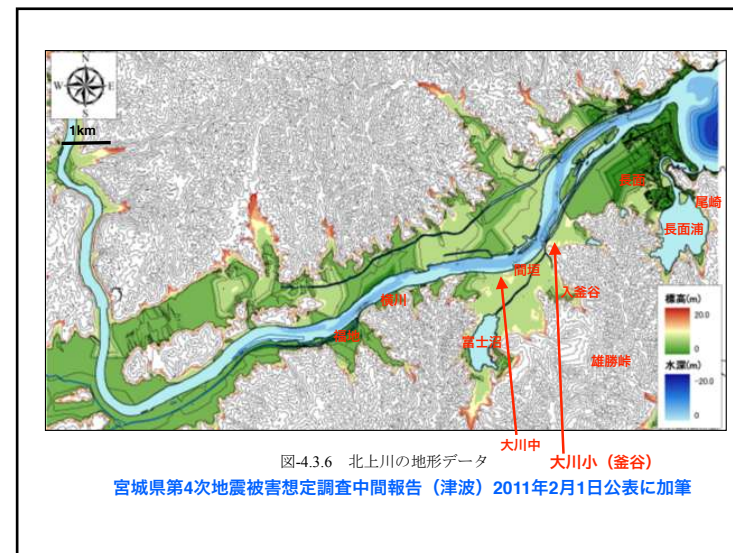 N
W E
S
1km
長面
尾崎
長面浦
間垣
入釜谷
横川
富士沼
雄勝峠
標高(m)
20.0
0
水深(m)
-20.0
0
大川中
図-4.3.6 北上川の地形データ
大川小（釜谷）
宮城県第4次地震被害想定調査中間報告（津波）2011年2月1日公表に加筆